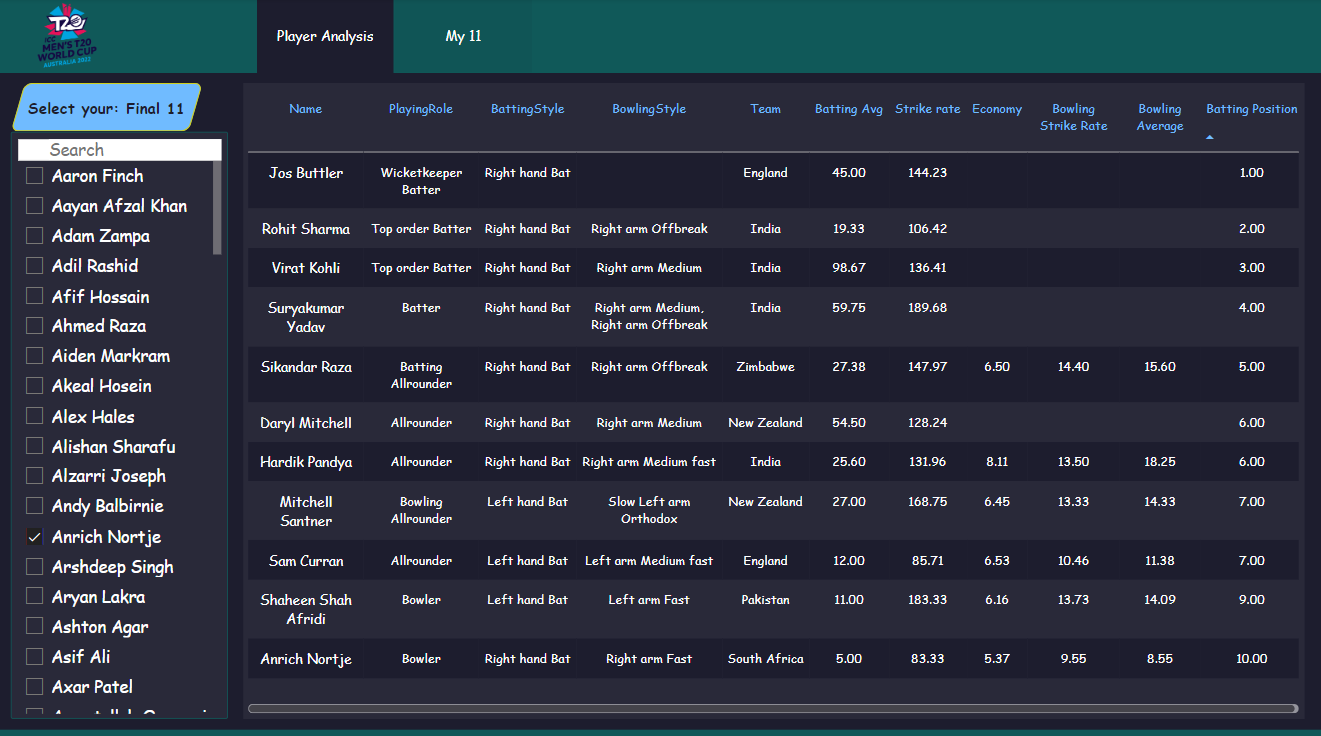 T20
ICC
MEN'S T20
WORLD CUP
AUSTRALIA 2022
Player Analysis
My 11
Select your: Final 11
Search
Aaron Finch
Aayan Afzal Khan
Adam Zampa
Adil Rashid
Afif Hossain
Ahmed Raza
Aiden Markram
Akeal Hosein
Alex Hales
Alishan Sharafu
Alzarri Joseph
Andy Balbirnie
Anrich Nortje
Arshdeep Singh
Aryan Lakra
Ashton Agar
Asif Ali
Axar Patel
Name PlayingRole BattingStyle BowlingStyle Team Batting Avg Strike rate Economy Bowling Strike Rate Bowling Average Batting Position
Jos Buttler Wicketkeeper Batter Right hand Bat England 45.00 144.23 1.00
Rohit Sharma Top order Batter Right hand Bat Right arm Offbreak India 19.33 106.42 2.00
Virat Kohli Top order Batter Right hand Bat Right arm Medium India 98.67 136.41 3.00
Suryakumar Yadav Batter Right hand Bat Right arm Medium, Right arm Offbreak India 59.75 189.68 4.00
Sikandar Raza Batting Allrounder Right hand Bat Right arm Offbreak Zimbabwe 27.38 147.97 6.50 14.40 15.60 5.00
Daryl Mitchell Allrounder Right hand Bat Right arm Medium New Zealand 54.50 128.24 6.00
Hardik Pandya Allrounder Right hand Bat Right arm Medium fast India 25.60 131.96 8.11 13.50 18.25 6.00
Mitchell Santner Bowling Allrounder Left hand Bat Slow Left arm Orthodox New Zealand 27.00 168.75 6.45 13.33 14.33 7.00
Sam Curran Allrounder Left hand Bat Left arm Medium fast England 12.00 85.71 6.53 10.46 11.38 7.00
Shaheen Shah Afridi Bowler Left hand Bat Left arm Fast Pakistan 11.00 183.33 6.16 13.73 14.09 9.00
Anrich Nortje Bowler Right hand Bat Right arm Fast South Africa 5.00 83.33 5.37 9.55 8.55 10.00